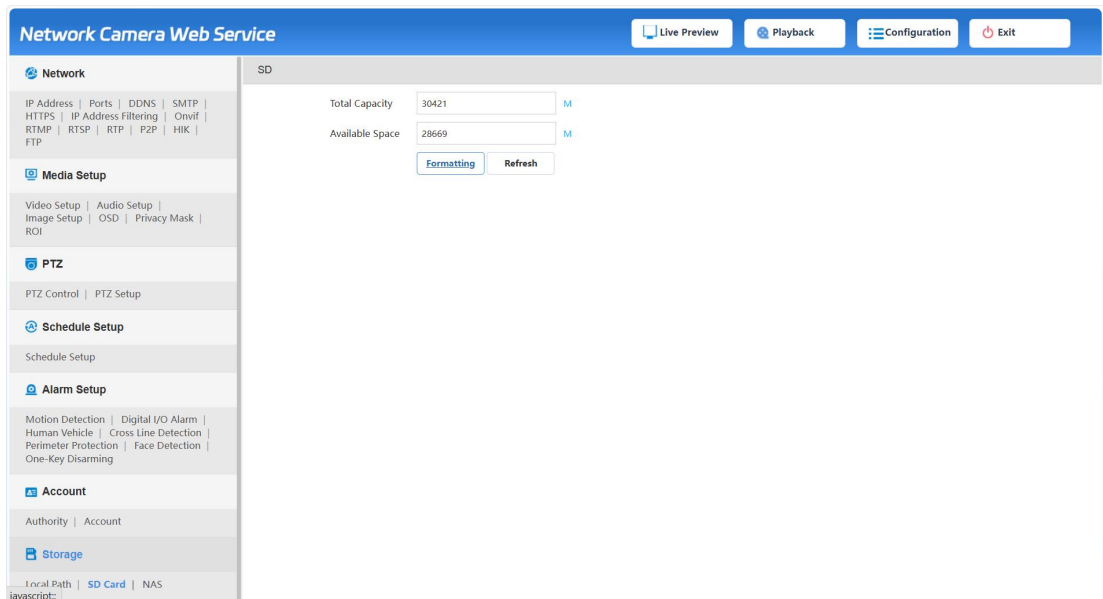 Network Camera Web Service
Live Preview
Playback
Configuration
Exit
Network
IP Address | Ports | DDNS | SMTP |
HTTPS | IP Address Filtering | Onvif |
RTMP | RTSP | RTP | P2P | HIK |
FTP
Media Setup
Video Setup | Audio Setup |
Image Setup | OSD | Privacy Mask |
ROI
PTZ
PTZ Control | PTZ Setup
Schedule Setup
Schedule Setup
Alarm Setup
Motion Detection | Digital I/O Alarm |
Human Vehicle | Cross Line Detection |
Perimeter Protection | Face Detection |
One-Key Disarming
Account
Authority | Account
Storage
Local Path | SD Card | NAS
javascript:;
SD
Total Capacity 30421 M
Available Space 28669 M
Formatting Refresh